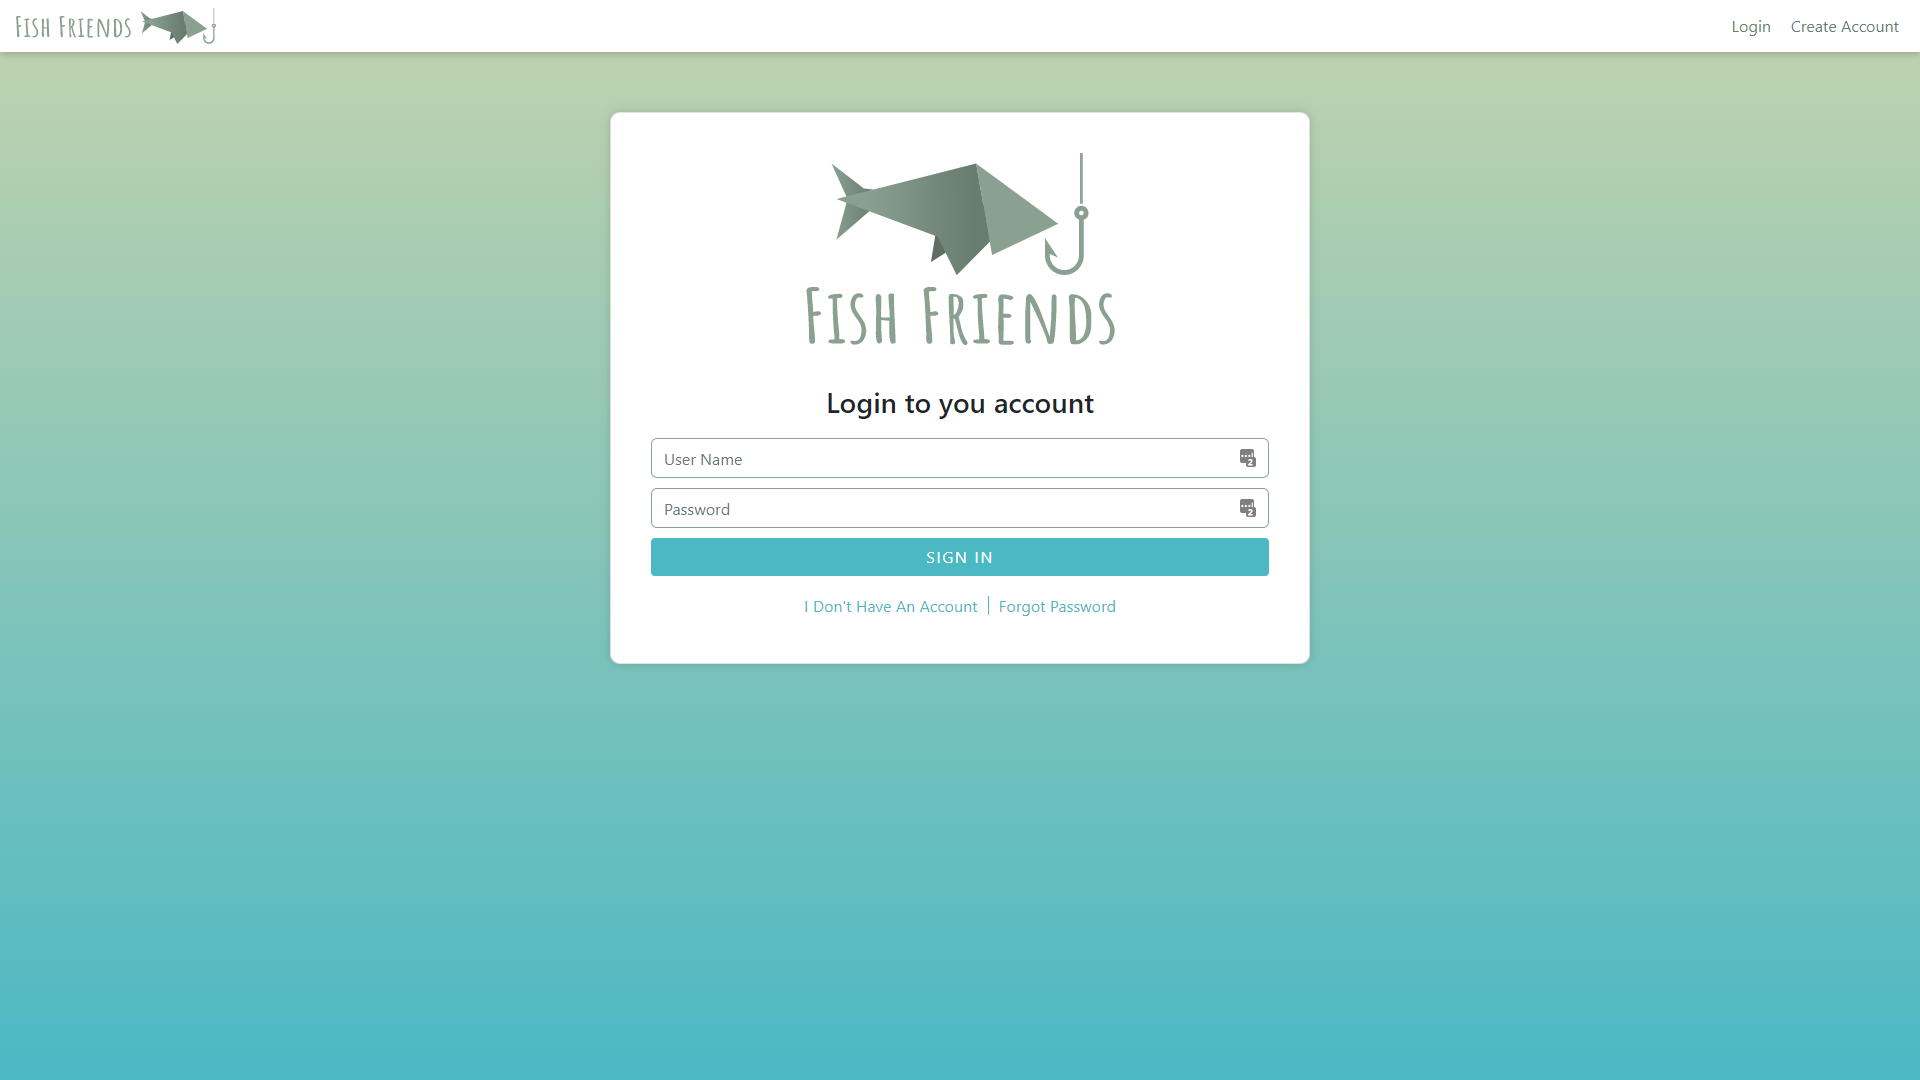 Fish Friends
Login
Create Account
Fish Friends
Login to you account
User Name
Password
SIGN IN
I Don't Have An Account
Forgot Password